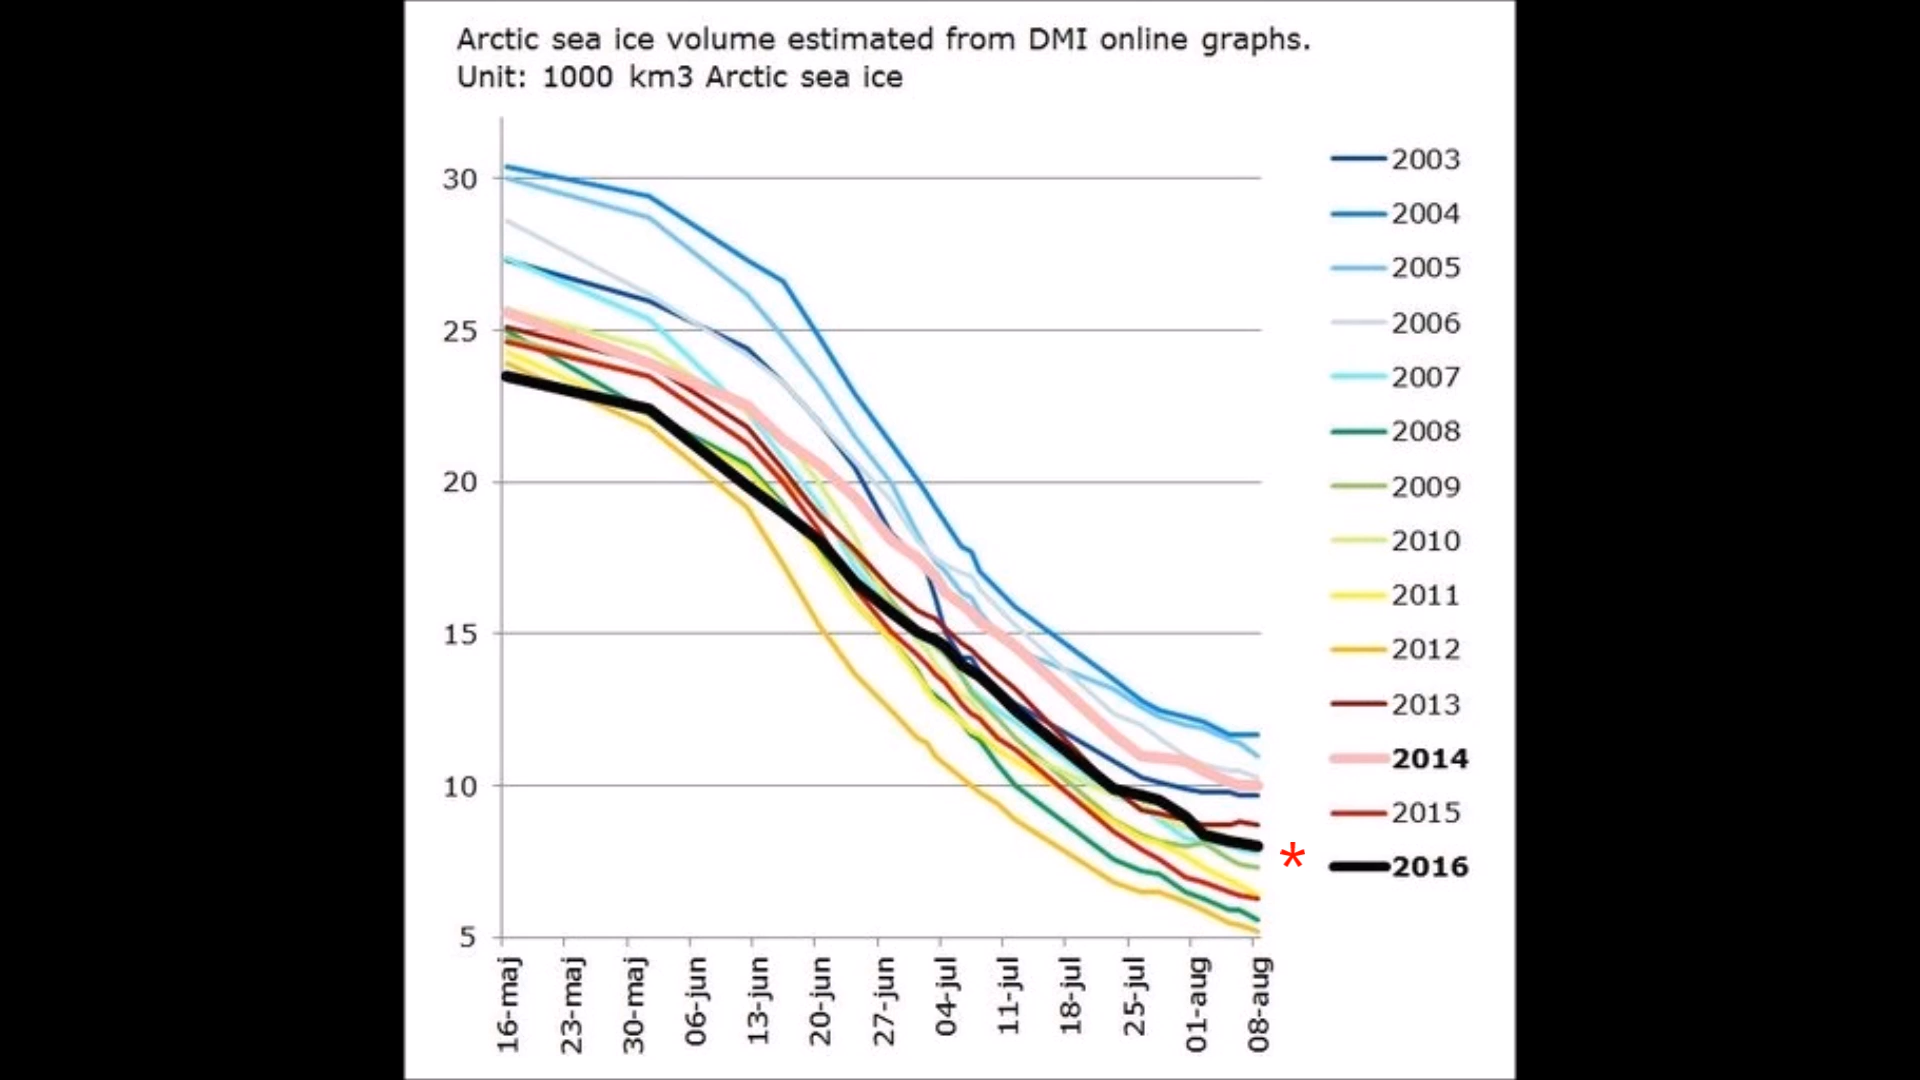 Arctic sea ice volume estimated from DMI online graphs.
Unit: 1000 km3 Arctic sea ice
30
25
20
15
10
5
16-maj
23-maj
30-maj
06-jun
13-jun
20-jun
27-jun
04-jul
11-jul
18-jul
25-jul
01-aug
08-aug
2003
2004
2005
2006
2007
2008
2009
2010
2011
2012
2013
2014
2015
2016
*